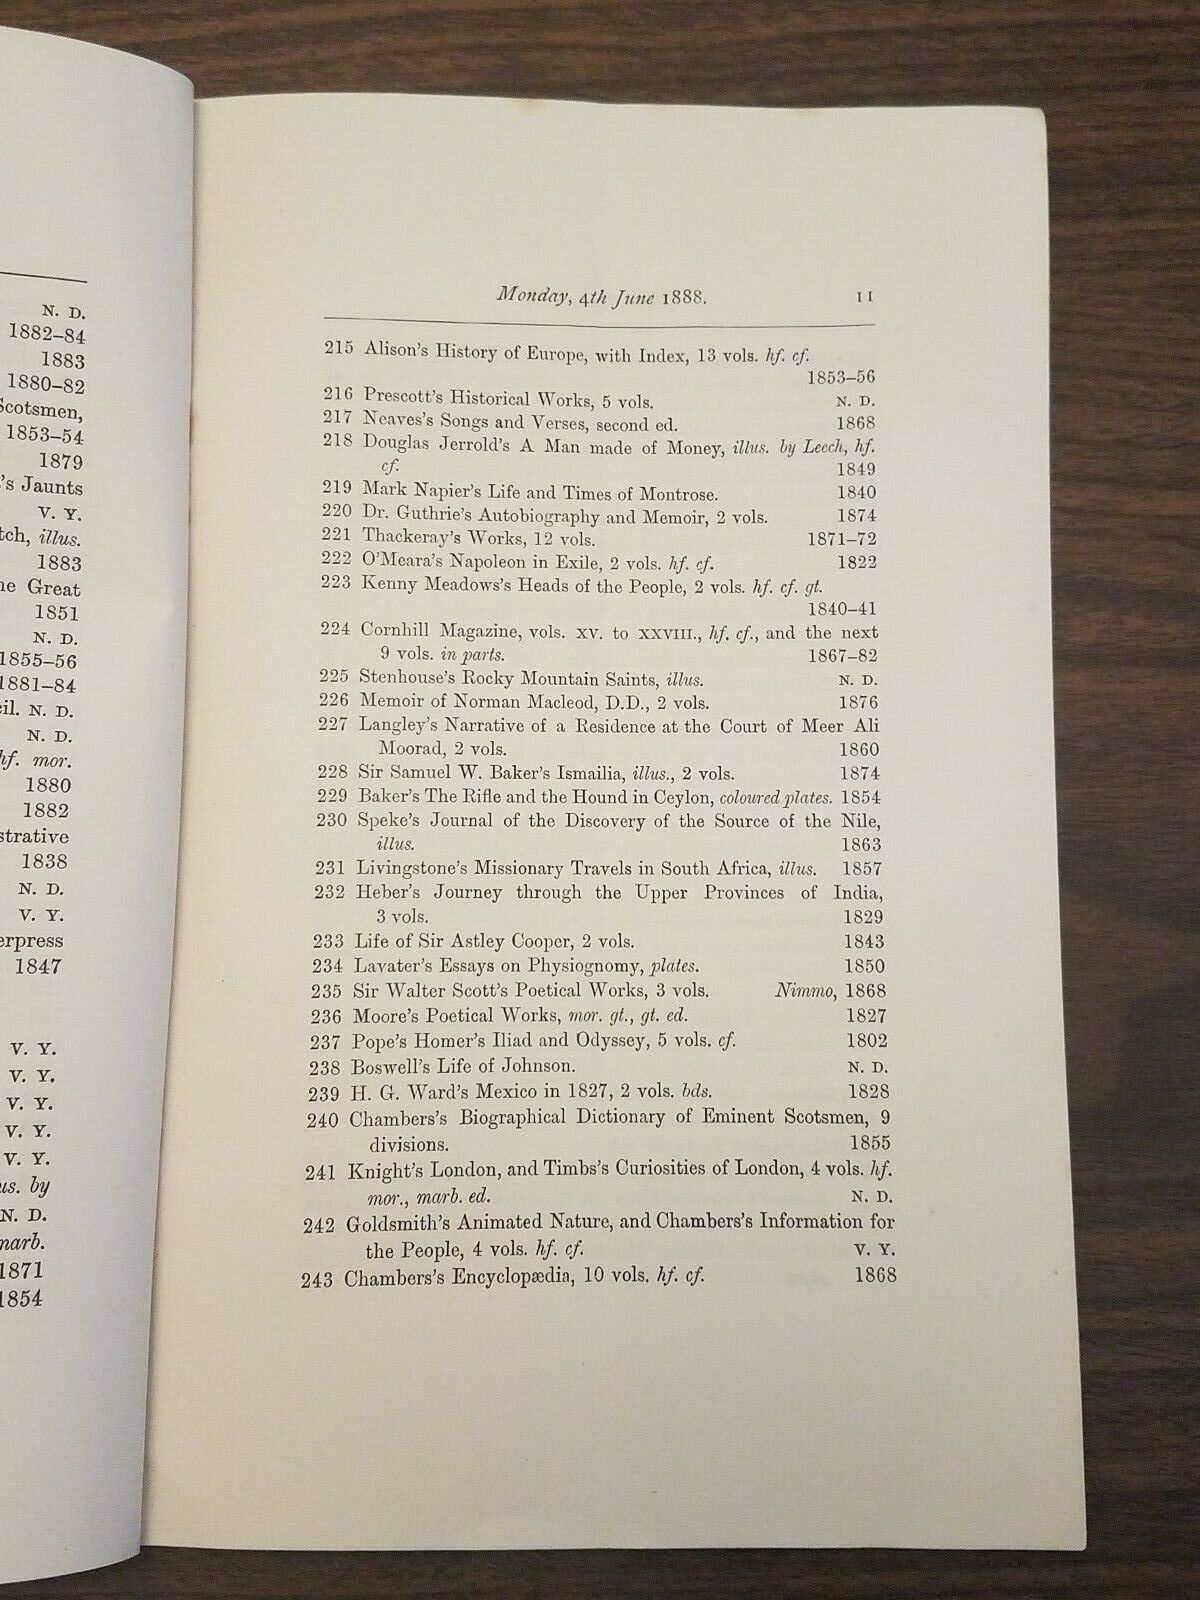 N. D.
1882–84
1883
1880–82
Scotsmen,
1853–54
1879
's Jaunts
V. Y.
tch, illus.
1883
ne Great
1851
N. D.
1855–56
1881–84
cil. N. D.
N. D.
hf. mor.
1880
1882
strative
1838
N. D.
V. Y.
erpress
1847
V. Y.
V. Y.
V. Y.
V. Y.
V. Y.
us. by
N. D.
marb.
1871
1854
Monday, 4th June 1888. 11
215 Alison's History of Europe, with Index, 13 vols. hf. cf.
1853–56
216 Prescott's Historical Works, 5 vols. N. D.
217 Neaves's Songs and Verses, second ed. 1868
218 Douglas Jerrold's A Man made of Money, illus. by Leech, hf.
cf. 1849
219 Mark Napier's Life and Times of Montrose. 1840
220 Dr. Guthrie's Autobiography and Memoir, 2 vols. 1874
221 Thackeray's Works, 12 vols. 1871–72
222 O'Meara's Napoleon in Exile, 2 vols. hf. cf. 1822
223 Kenny Meadows's Heads of the People, 2 vols. hf. cf. gt.
1840–41
224 Cornhill Magazine, vols. XV. to XXVIII., hf. cf., and the next
9 vols. in parts. 1867–82
225 Stenhouse's Rocky Mountain Saints, illus. N. D.
226 Memoir of Norman Macleod, D.D., 2 vols. 1876
227 Langley's Narrative of a Residence at the Court of Meer Ali
Moorad, 2 vols. 1860
228 Sir Samuel W. Baker's Ismailia, illus., 2 vols. 1874
229 Baker's The Rifle and the Hound in Ceylon, coloured plates. 1854
230 Speke's Journal of the Discovery of the Source of the Nile,
illus. 1863
231 Livingstone's Missionary Travels in South Africa, illus. 1857
232 Heber's Journey through the Upper Provinces of India,
3 vols. 1829
233 Life of Sir Astley Cooper, 2 vols. 1843
234 Lavater's Essays on Physiognomy, plates. 1850
235 Sir Walter Scott's Poetical Works, 3 vols. Nimmo, 1868
236 Moore's Poetical Works, mor. gt., gt. ed. 1827
237 Pope's Homer's Iliad and Odyssey, 5 vols. cf. 1802
238 Boswell's Life of Johnson. N. D.
239 H. G. Ward's Mexico in 1827, 2 vols. bds. 1828
240 Chambers's Biographical Dictionary of Eminent Scotsmen, 9
divisions. 1855
241 Knight's London, and Timbs's Curiosities of London, 4 vols. hf.
mor., marb. ed. N. D.
242 Goldsmith's Animated Nature, and Chambers's Information for
the People, 4 vols. hf. cf. V. Y.
243 Chambers's Encyclopædia, 10 vols. hf. cf. 1868